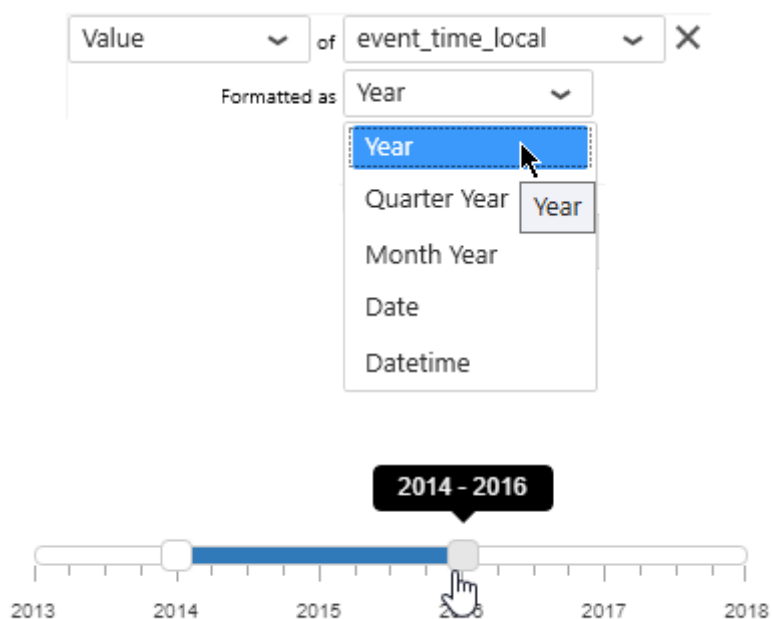 Value of event_time_local
Formatted as Year
Year
Quarter Year
Year
Month Year
Date
Datetime
2014 - 2016
2013 2014 2015 2017 2018